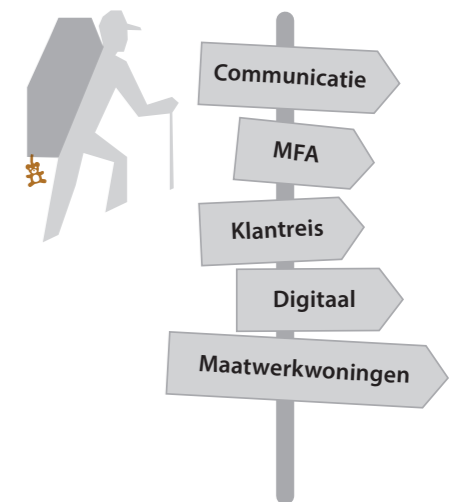 Communicatie
MFA
Klantreis
Digitaal
Maatwerkwoningen